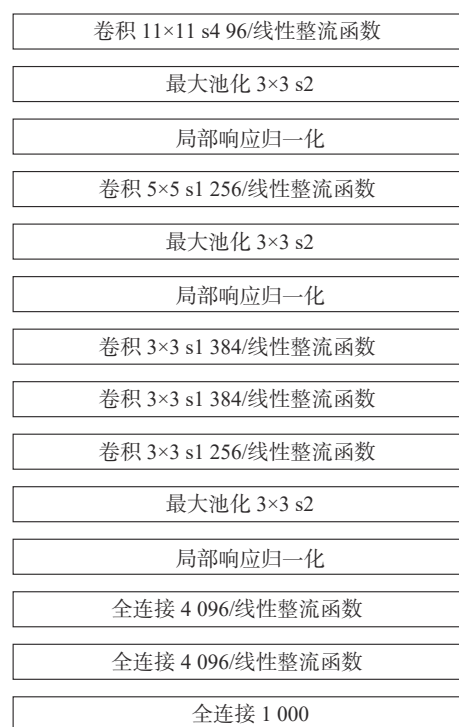 卷积 11×11 s4 96/线性整流函数
最大池化 3×3 s2
局部响应归一化
卷积 5×5 s1 256/线性整流函数
最大池化 3×3 s2
局部响应归一化
卷积 3×3 s1 384/线性整流函数
卷积 3×3 s1 384/线性整流函数
卷积 3×3 s1 256/线性整流函数
最大池化 3×3 s2
局部响应归一化
全连接 4 096/线性整流函数
全连接 4 096/线性整流函数
全连接 1 000